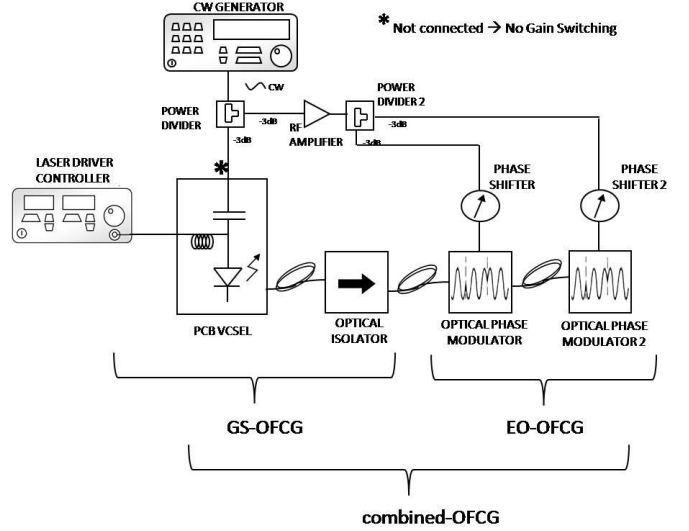 CW GENERATOR
* Not connected → No Gain Switching
CW
POWER
DIVIDER
-3dB
-3dB
RF
AMPLIFIER
POWER
DIVIDER 2
-3dB
-3dB
LASER DRIVER
CONTROLLER
*
PHASE
SHIFTER
PHASE
SHIFTER 2
PCB VCSEL
OPTICAL
ISOLATOR
OPTICAL PHASE
MODULATOR
OPTICAL PHASE
MODULATOR 2
GS-OFCG
EO-OFCG
combined-OFCG